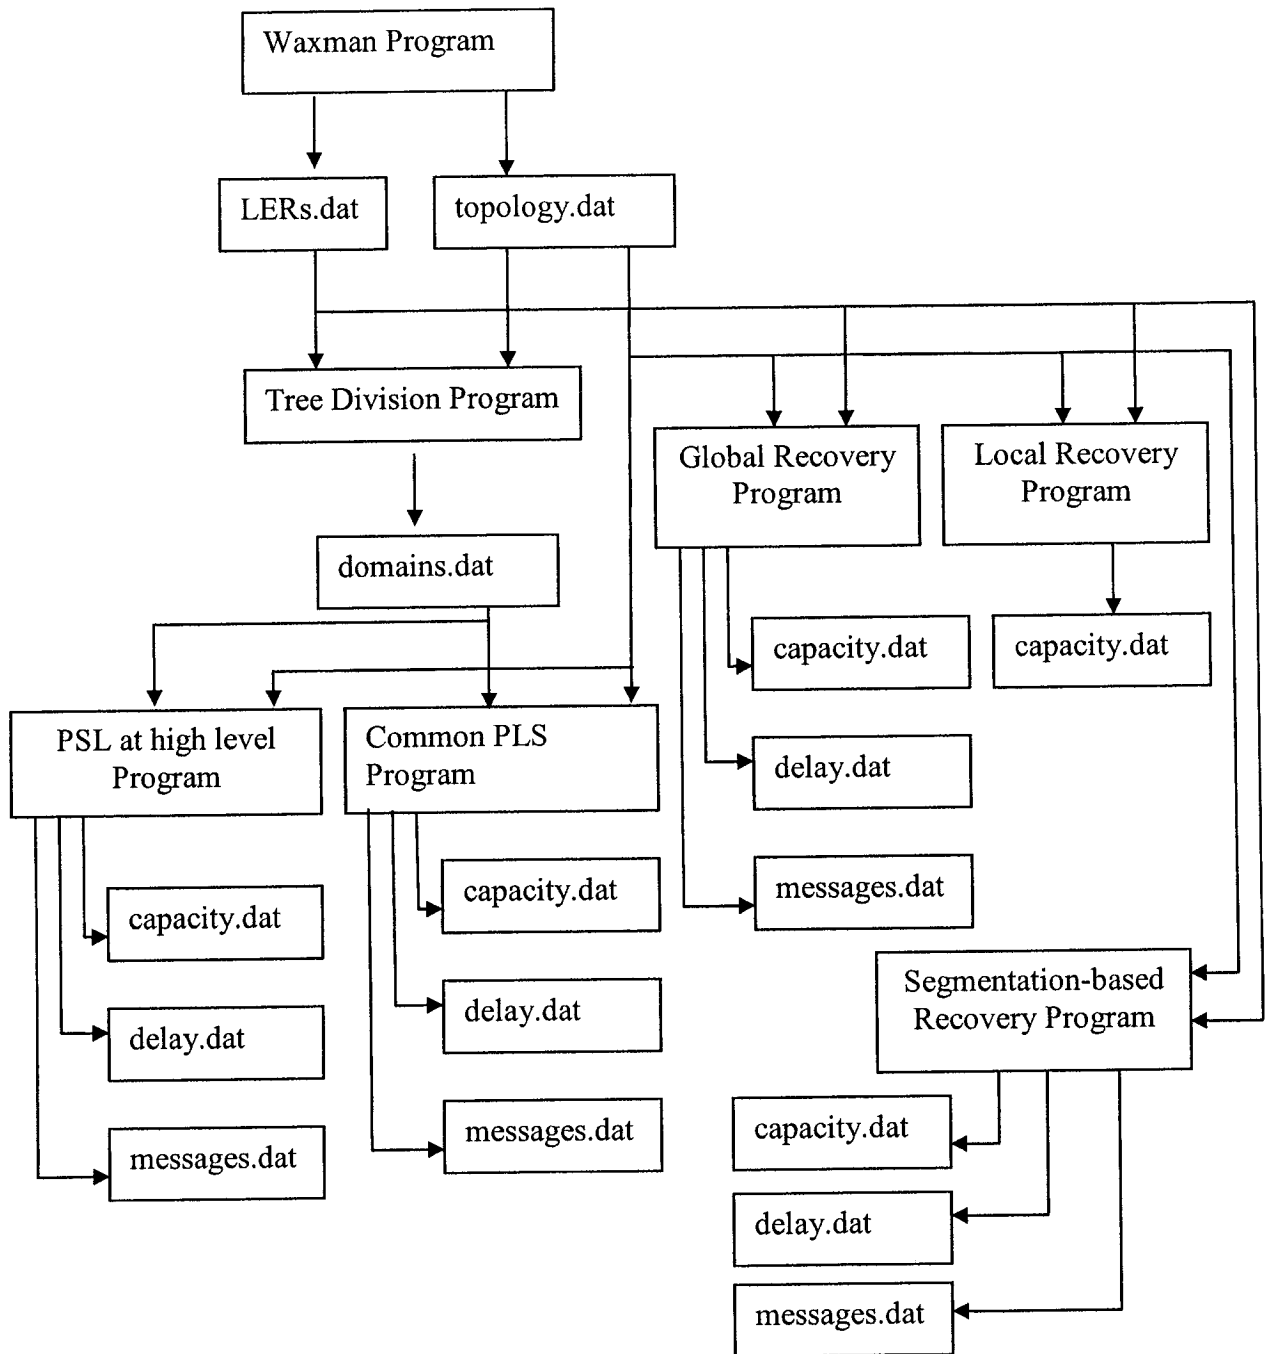 Waxman Program
LERs.dat
topology.dat
Tree Division Program
Global Recovery
Program
Local Recovery
Program
domains.dat
capacity.dat
capacity.dat
PSL at high level
Program
Common PLS
Program
delay.dat
capacity.dat
messages.dat
capacity.dat
Segmentation-based
Recovery Program
delay.dat
delay.dat
capacity.dat
messages.dat
messages.dat
delay.dat
messages.dat